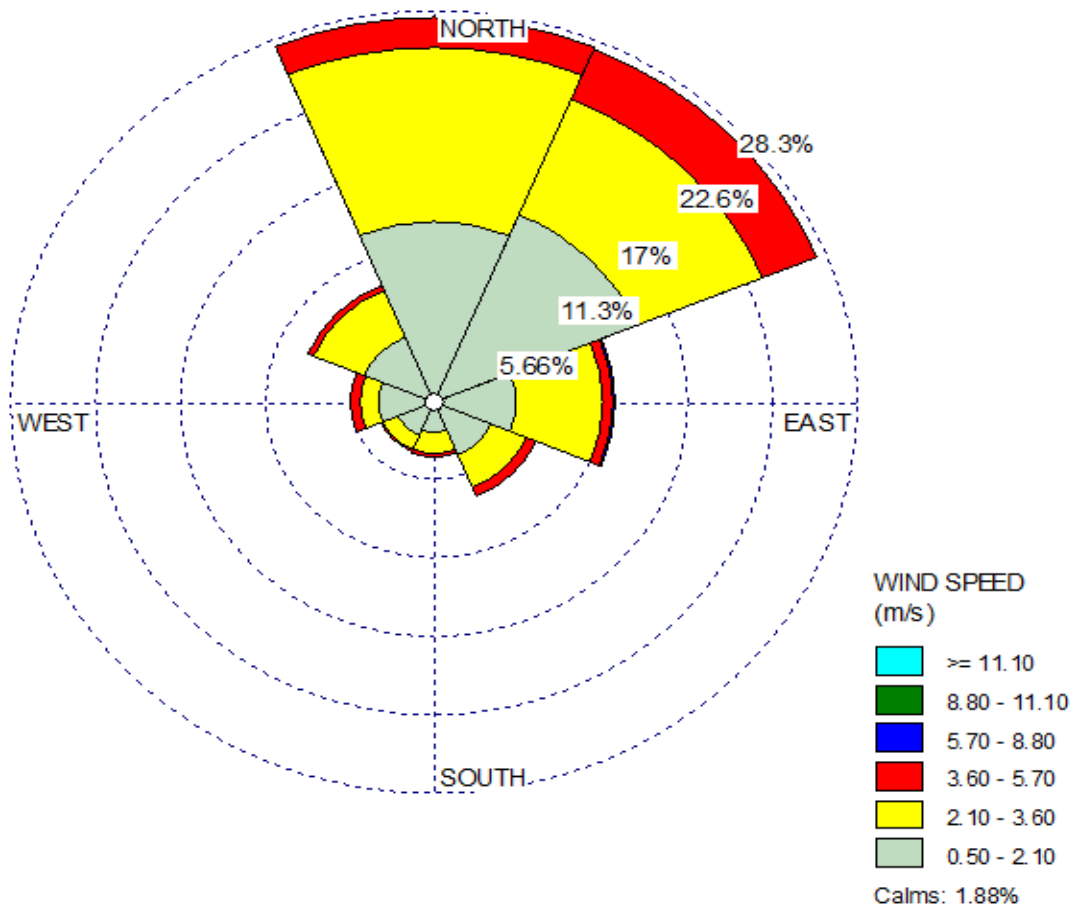 NORTH
28.3%
22.6%
17%
11.3%
5.66%
WEST
EAST
SOUTH
WIND SPEED
(m/s)
>= 11.10
8.80 - 11.10
5.70 - 8.80
3.60 - 5.70
2.10 - 3.60
0.50 - 2.10
Calms: 1.88%